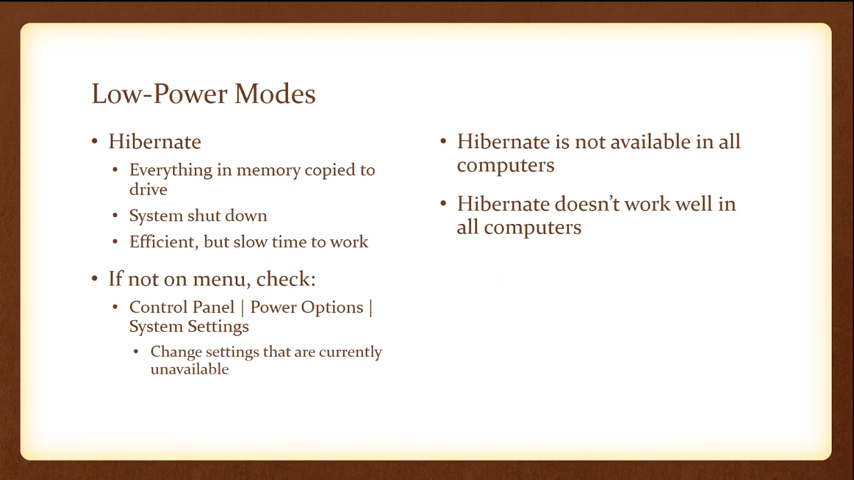 Low-Power Modes
• Hibernate
• Everything in memory copied to
drive
• System shut down
• Efficient, but slow time to work
• If not on menu, check:
• Control Panel | Power Options |
System Settings
• Change settings that are currently
unavailable
• Hibernate is not available in all
computers
• Hibernate doesn’t work well in
all computers